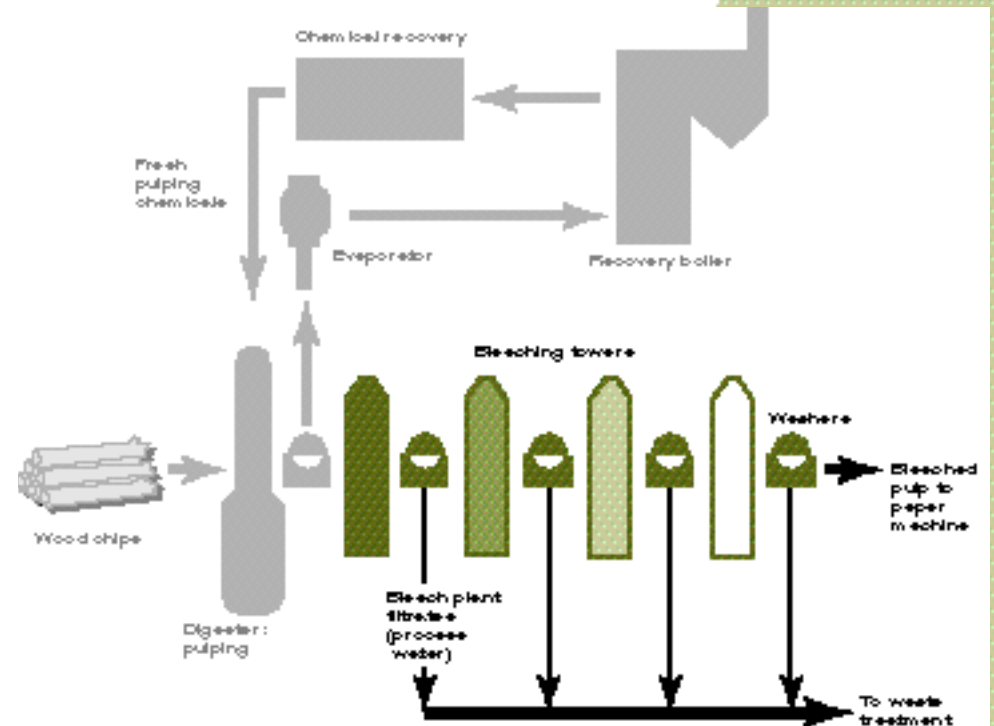 Chemical recovery
Fresh
pulping
chemicals
Evaporator
Recovery boiler
Bleaching towers
Washers
Bleached
pulp to
paper
machine
Wood chips
Bleach plant
filtrates
(process
water)
Digester:
pulping
To waste
treatment